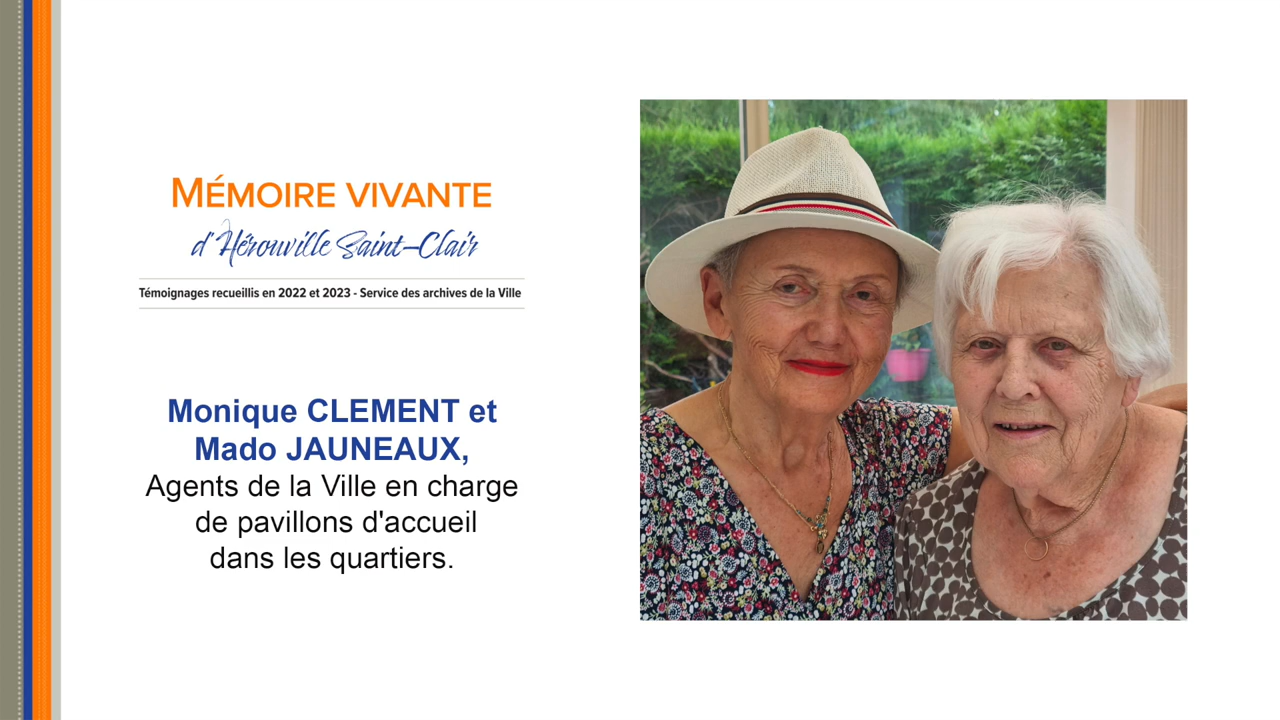 MÉMOIRE VIVANTE
d'Hérouville Saint-Clair
Témoignages recueillis en 2022 et 2023 - Service des archives de la Ville
Monique CLEMENT et
Mado JAUNEAUX,
Agents de la Ville en charge
de pavillons d'accueil
dans les quartiers.